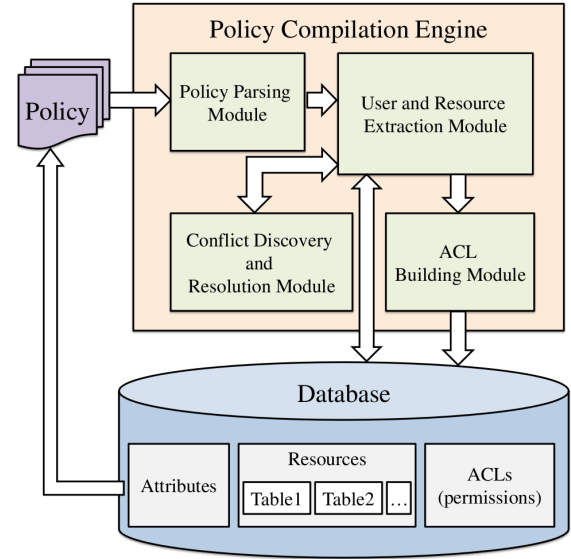 Policy Compilation Engine
Policy
Policy Parsing
Module
User and Resource
Extraction Module
Conflict Discovery
and
Resolution Module
ACL
Building Module
Database
Attributes
Resources
Table1
Table2
...
ACLs
(permissions)